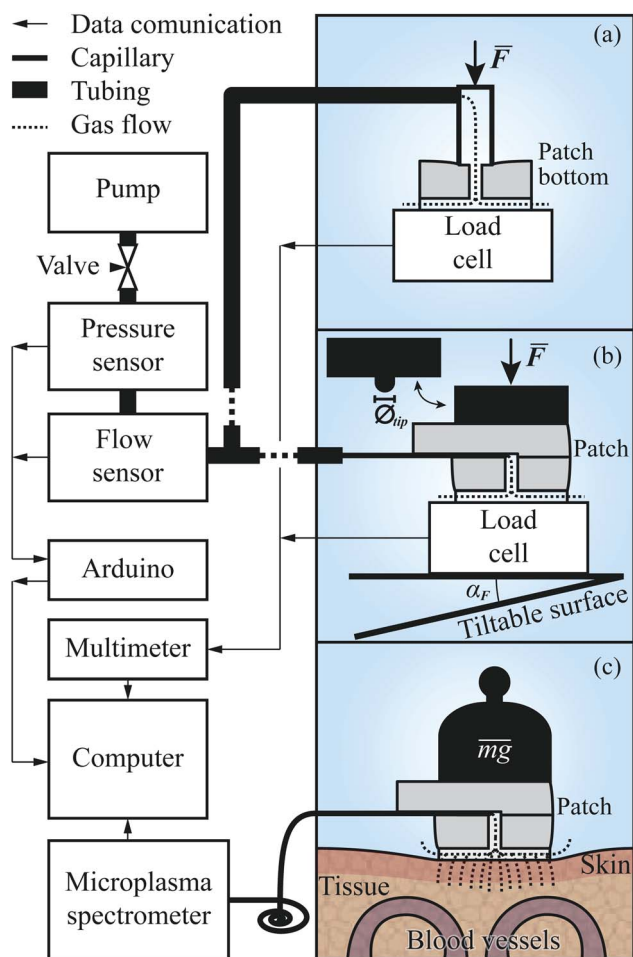 Data comunication
Capillary
Tubing
Gas flow
Pump
Valve
Pressure
sensor
Flow
sensor
Arduino
Multimeter
Computer
Microplasma
spectrometer
(a)
F
Patch
bottom
Load
cell
(b)
F
Øtip
Patch
Load
cell
αF
Tiltable surface
(c)
mg
Patch
Skin
Tissue
Blood vessels